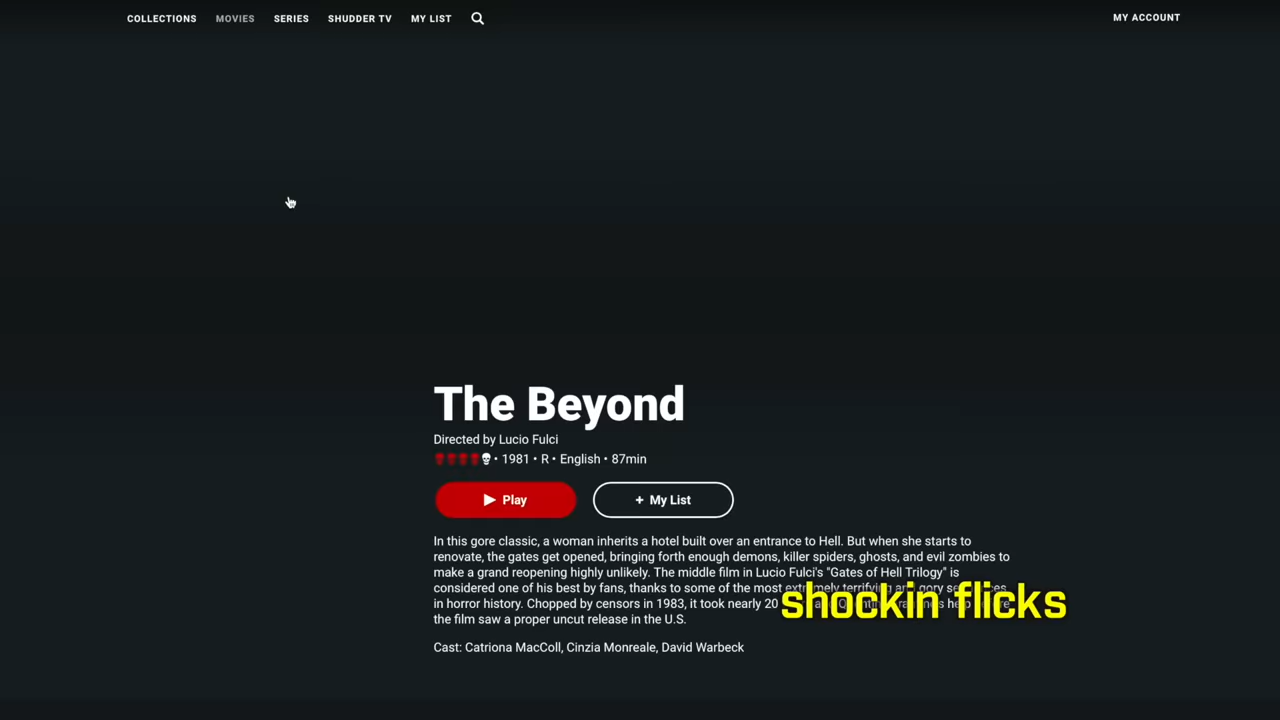 COLLECTIONS MOVIES SERIES SHUDDER TV MY LIST MY ACCOUNT
The Beyond
Directed by Lucio Fulci
• 1981 • R • English • 87min
Play + My List
In this gore classic, a woman inherits a hotel built over an entrance to Hell. But when she starts to
renovate, the gates get opened, bringing forth enough demons, killer spiders, ghosts, and evil zombies to
make a grand reopening highly unlikely. The middle film in Lucio Fulci's "Gates of Hell Trilogy" is
considered one of his best by fans, thanks to some of the most extremely terrifying and gory
in horror history. Chopped by censors in 1983, it took nearly 20
the film saw a proper uncut release in the U.S.
shockin flicks
Cast: Catriona MacColl, Cinzia Monreale, David Warbeck